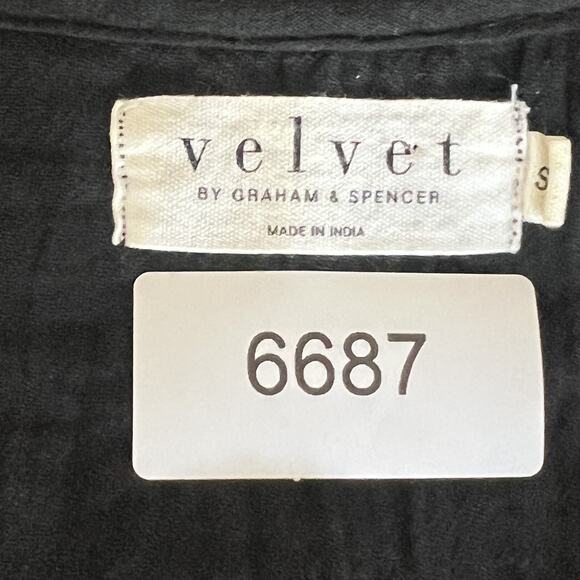 velvet
BY GRAHAM & SPENCER
MADE IN INDIA
S
6687